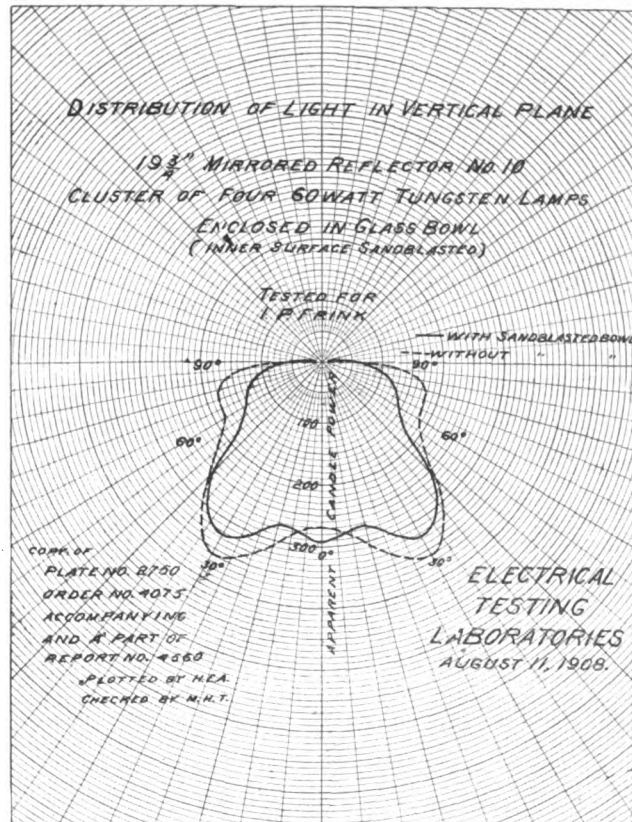 DISTRIBUTION OF LIGHT IN VERTICAL PLANE
19 3/4" MIRRORED REFLECTOR NO. 10
CLUSTER OF FOUR 60 WATT TUNGSTEN LAMPS
ENCLOSED IN GLASS BOWL
(INNER SURFACE SANDBLASTED)
TESTED FOR
I. P. FRINK
WITH SANDBLASTED BOWL
WITHOUT " "
90° 90°
100
60° 60°
200
300 0°
30° 30°
APPARENT CANDLE POWER
COPY OF
PLATE NO. 2750
ORDER NO. 4075,
ACCOMPANYING
AND A PART OF
REPORT NO. 4560
PLOTTED BY H.E.A.
CHECKED BY M.H.T.
ELECTRICAL
TESTING
LABORATORIES
AUGUST 11, 1908.